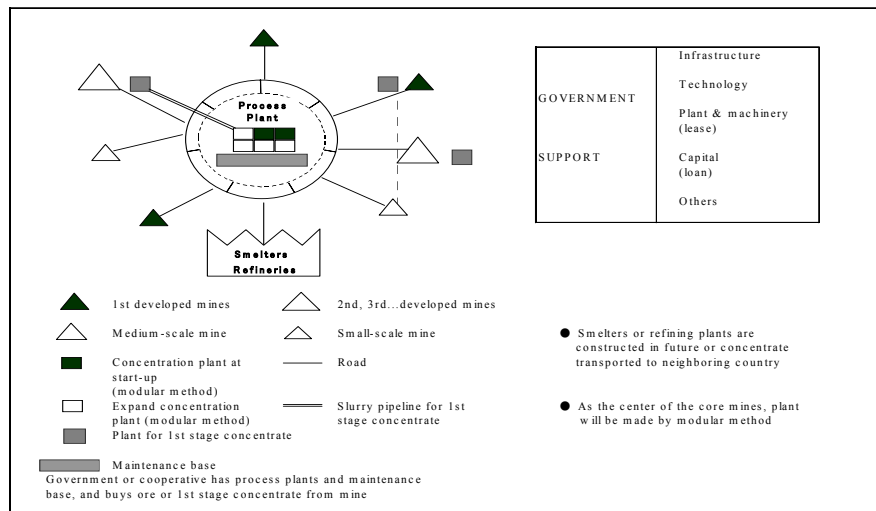 Process
Plant
Smelters
Refineries
GOVERNMENT
SUPPORT
Infrastructure
Technology
Plant & machinery
(lease)
Capital
(loan)
Others
1st developed mines
2nd, 3rd...developed mines
Medium-scale mine
Small-scale mine
Concentration plant at
start-up
(modular method)
Road
Expand concentration
plant (modular method)
Slurry pipeline for 1st
stage concentrate
Plant for 1st stage concentrate
Maintenance base
Government or cooperative has process plants and maintenance
base, and buys ore or 1st stage concentrate from mine
● Smelters or refining plants are
constructed in future or concentrate
transported to neighboring country
● As the center of the core mines, plant
will be made by modular method